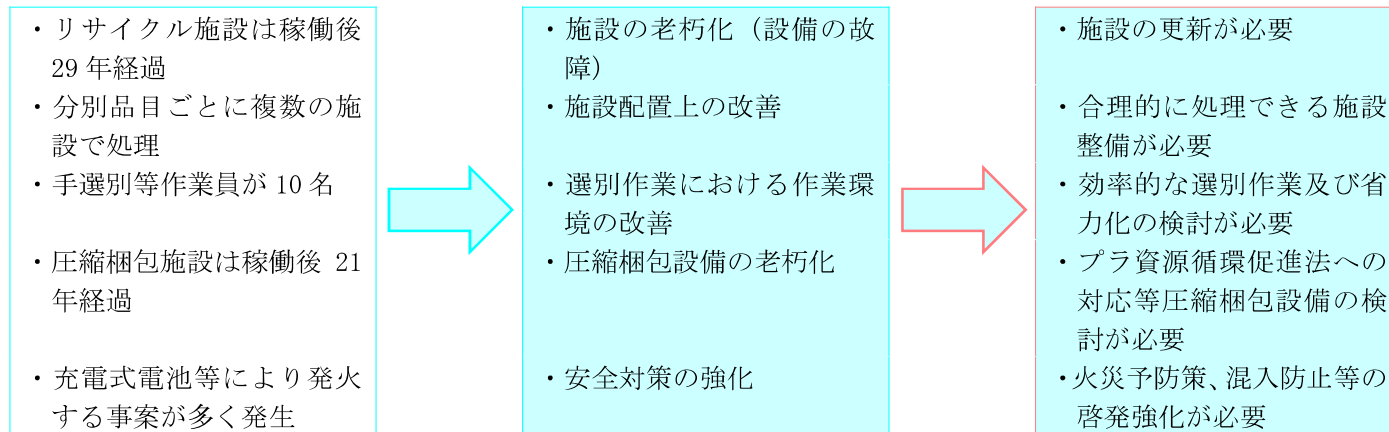 ・リサイクル施設は稼働後
29 年経過
・分別品目ごとに複数の施
設で処理
・手選別等作業員が 10 名
・圧縮梱包施設は稼働後 21
年経過
・充電式電池等により発火
する事案が多く発生
・施設の老朽化（設備の故
障）
・施設配置上の改善
・選別作業における作業環
境の改善
・圧縮梱包設備の老朽化
・安全対策の強化
・施設の更新が必要
・合理的に処理できる施設
整備が必要
・効率的な選別作業及び省
力化の検討が必要
・プラ資源循環促進法への
対応等圧縮梱包設備の検
討が必要
・火災予防策、混入防止等の
啓発強化が必要